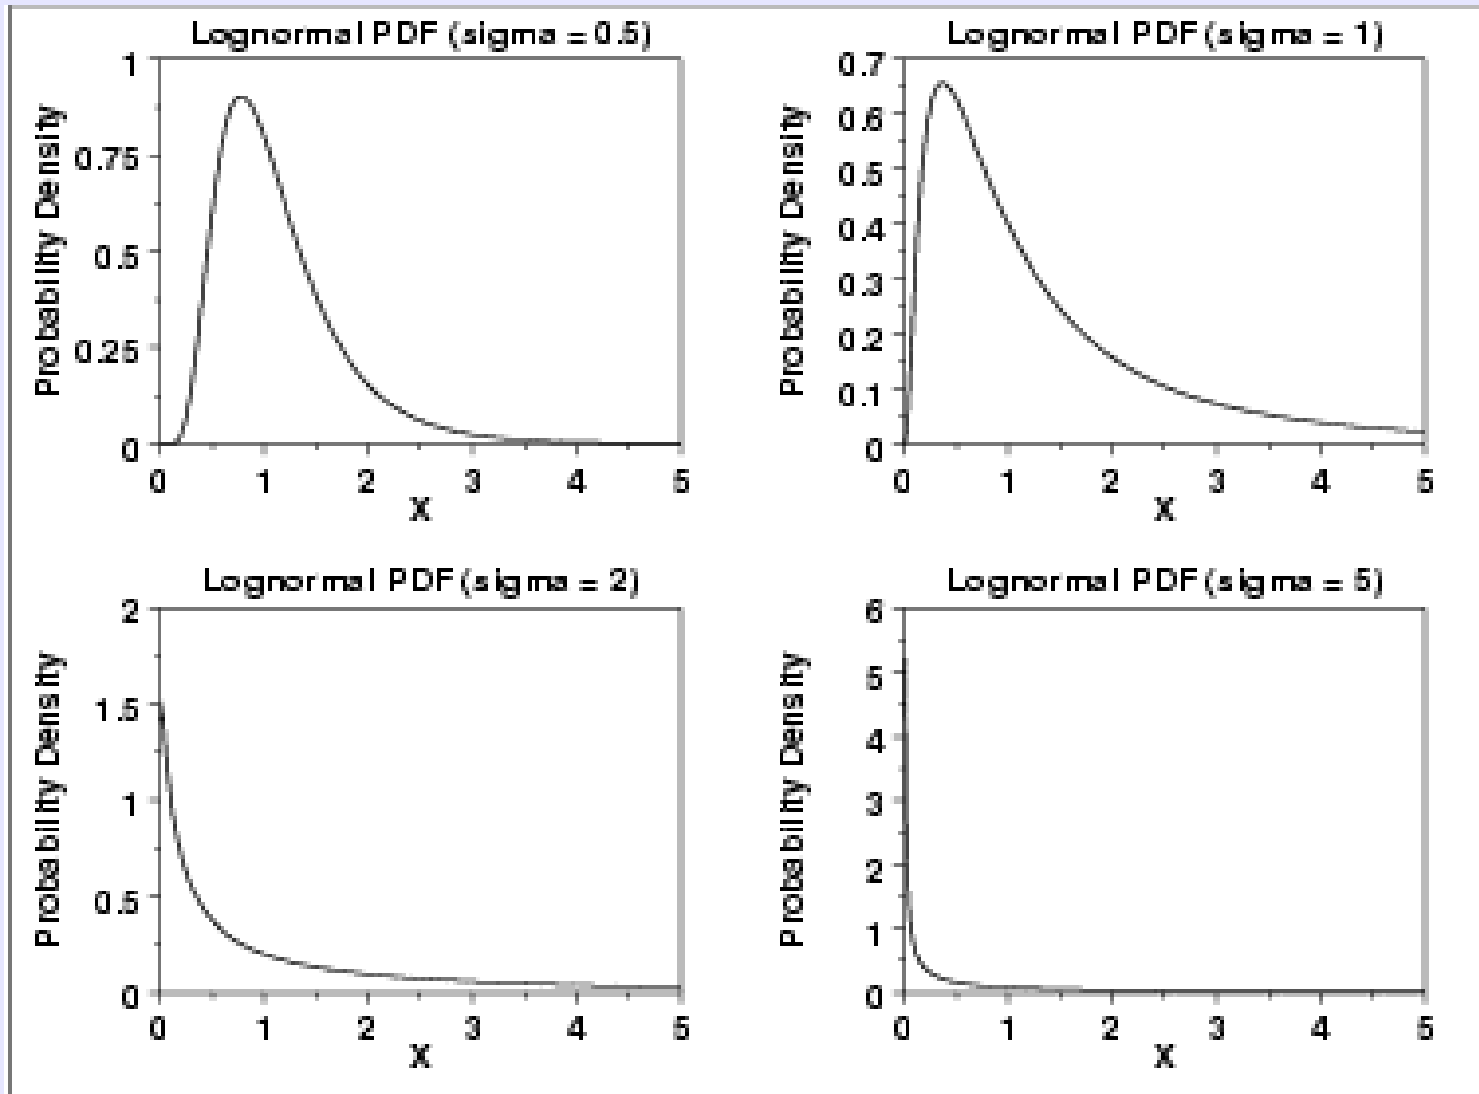 Lognormal PDF (sigma = 0.5)
Probability Density
1
0.75
0.5
0.25
0
0 1 2 3 4 5
X
Lognormal PDF (sigma = 1)
Probability Density
0.7
0.6
0.5
0.4
0.3
0.2
0.1
0
0 1 2 3 4 5
X
Lognormal PDF (sigma = 2)
Probability Density
2
1.5
1
0.5
0
0 1 2 3 4 5
X
Lognormal PDF (sigma = 5)
Probability Density
6
5
4
3
2
1
0
0 1 2 3 4 5
X